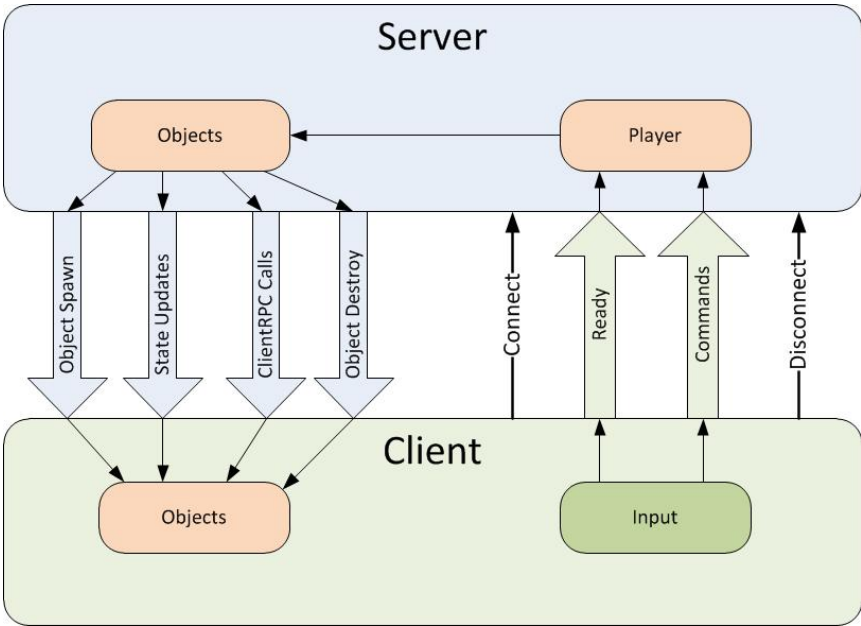 Server
Objects
Player
Object Spawn
State Updates
ClientRPC Calls
Object Destroy
Connect
Ready
Commands
Disconnect
Client
Objects
Input